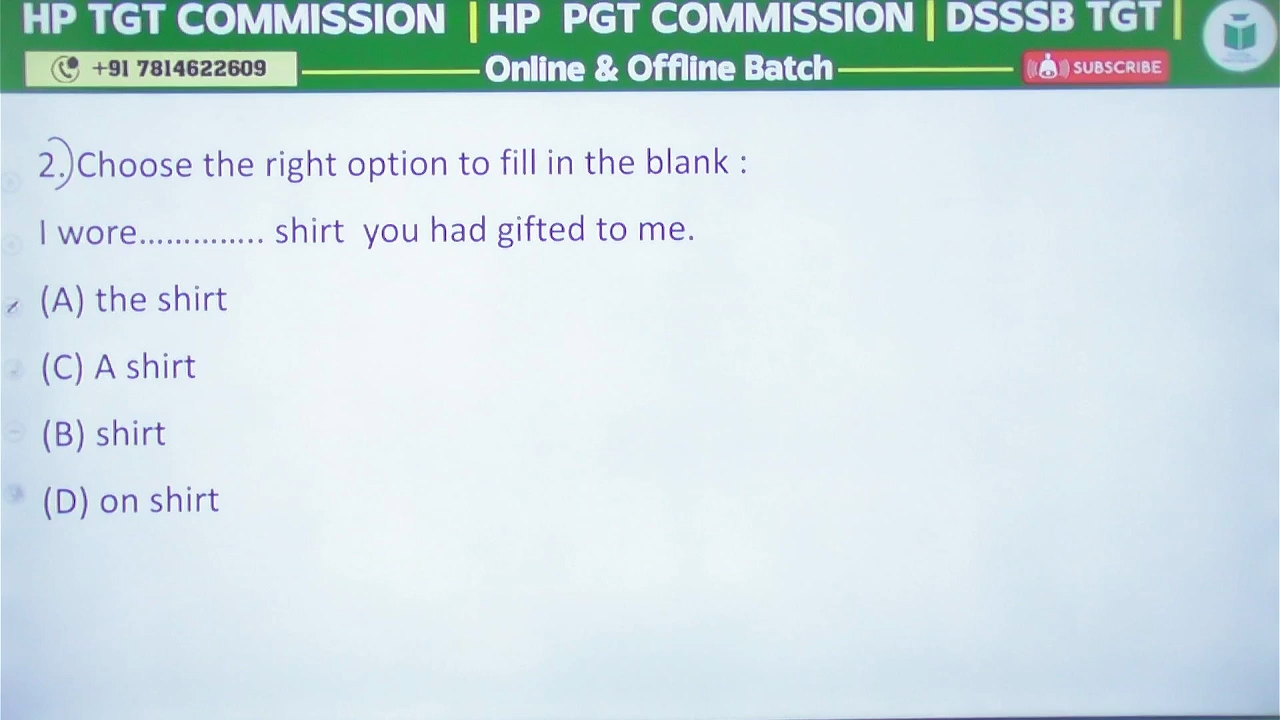 HP TGT COMMISSION | HP PGT COMMISSION | DSSSB TGT |
+91 7814622609 Online & Offline Batch SUBSCRIBE
2.) Choose the right option to fill in the blank :
I wore.............. shirt you had gifted to me.
(A) the shirt
(C) A shirt
(B) shirt
(D) on shirt